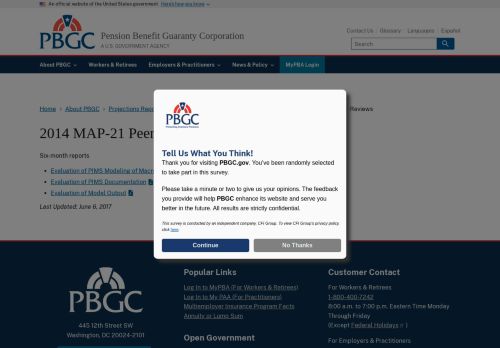 An official website of the United States government Here's how you know
PBGC
Pension Benefit Guaranty Corporation
A U.S. GOVERNMENT AGENCY
Contact Us Glossary Languages Español
Search
About PBGC Workers & Retirees Employers & Practitioners News & Policy MyPBA Login
Home > About PBGC > Projections Repo
Reviews
2014 MAP-21 Peer
Six-month reports
Evaluation of PIMS Modeling of Macr
Evaluation of PIMS Documentation
Evaluation of Model Output
Last Updated: June 6, 2017
PBGC
Protecting America's Pensions
Tell Us What You Think!
Thank you for visiting PBGC.gov. You've been randomly selected
to take part in this survey.
Please take a minute or two to give us your opinions. The feedback
you provide will help PBGC enhance its website and serve you
better in the future. All results are strictly confidential.
This survey is conducted by an independent company, CFI Group. To view CFI Group's privacy policy
click here.
Continue
No Thanks
PBGC
445 12th Street SW
Washington, DC 20024-2101
Popular Links
Log In to MyPBA (For Workers & Retirees)
Log In to My PAA (For Practitioners)
Multiemployer Insurance Program Facts
Annuity or Lump Sum
Open Government
Customer Contact
For Workers & Retirees
1-800-400-7242
8:00 a.m. to 7:00 p.m. Eastern Time Monday
Through Friday
(Except Federal Holidays )
For Employers & Practitioners